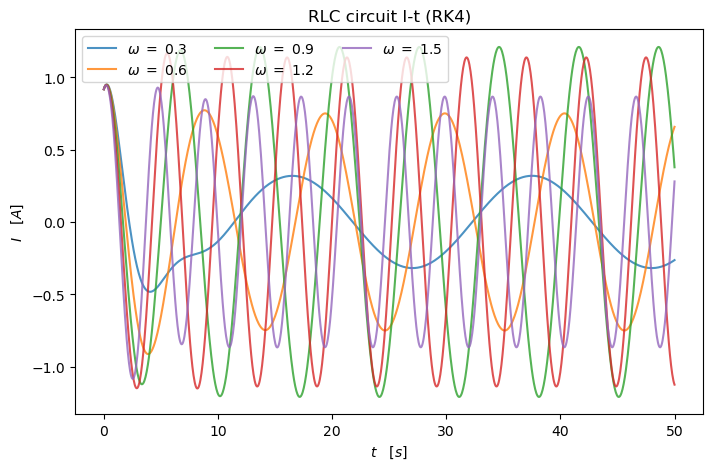 RLC circuit I-t (RK4)
ω = 0.3
ω = 0.6
ω = 0.9
ω = 1.2
ω = 1.5
I [A]
1.0
0.5
0.0
−0.5
−1.0
0 10 20 30 40 50
t [s]